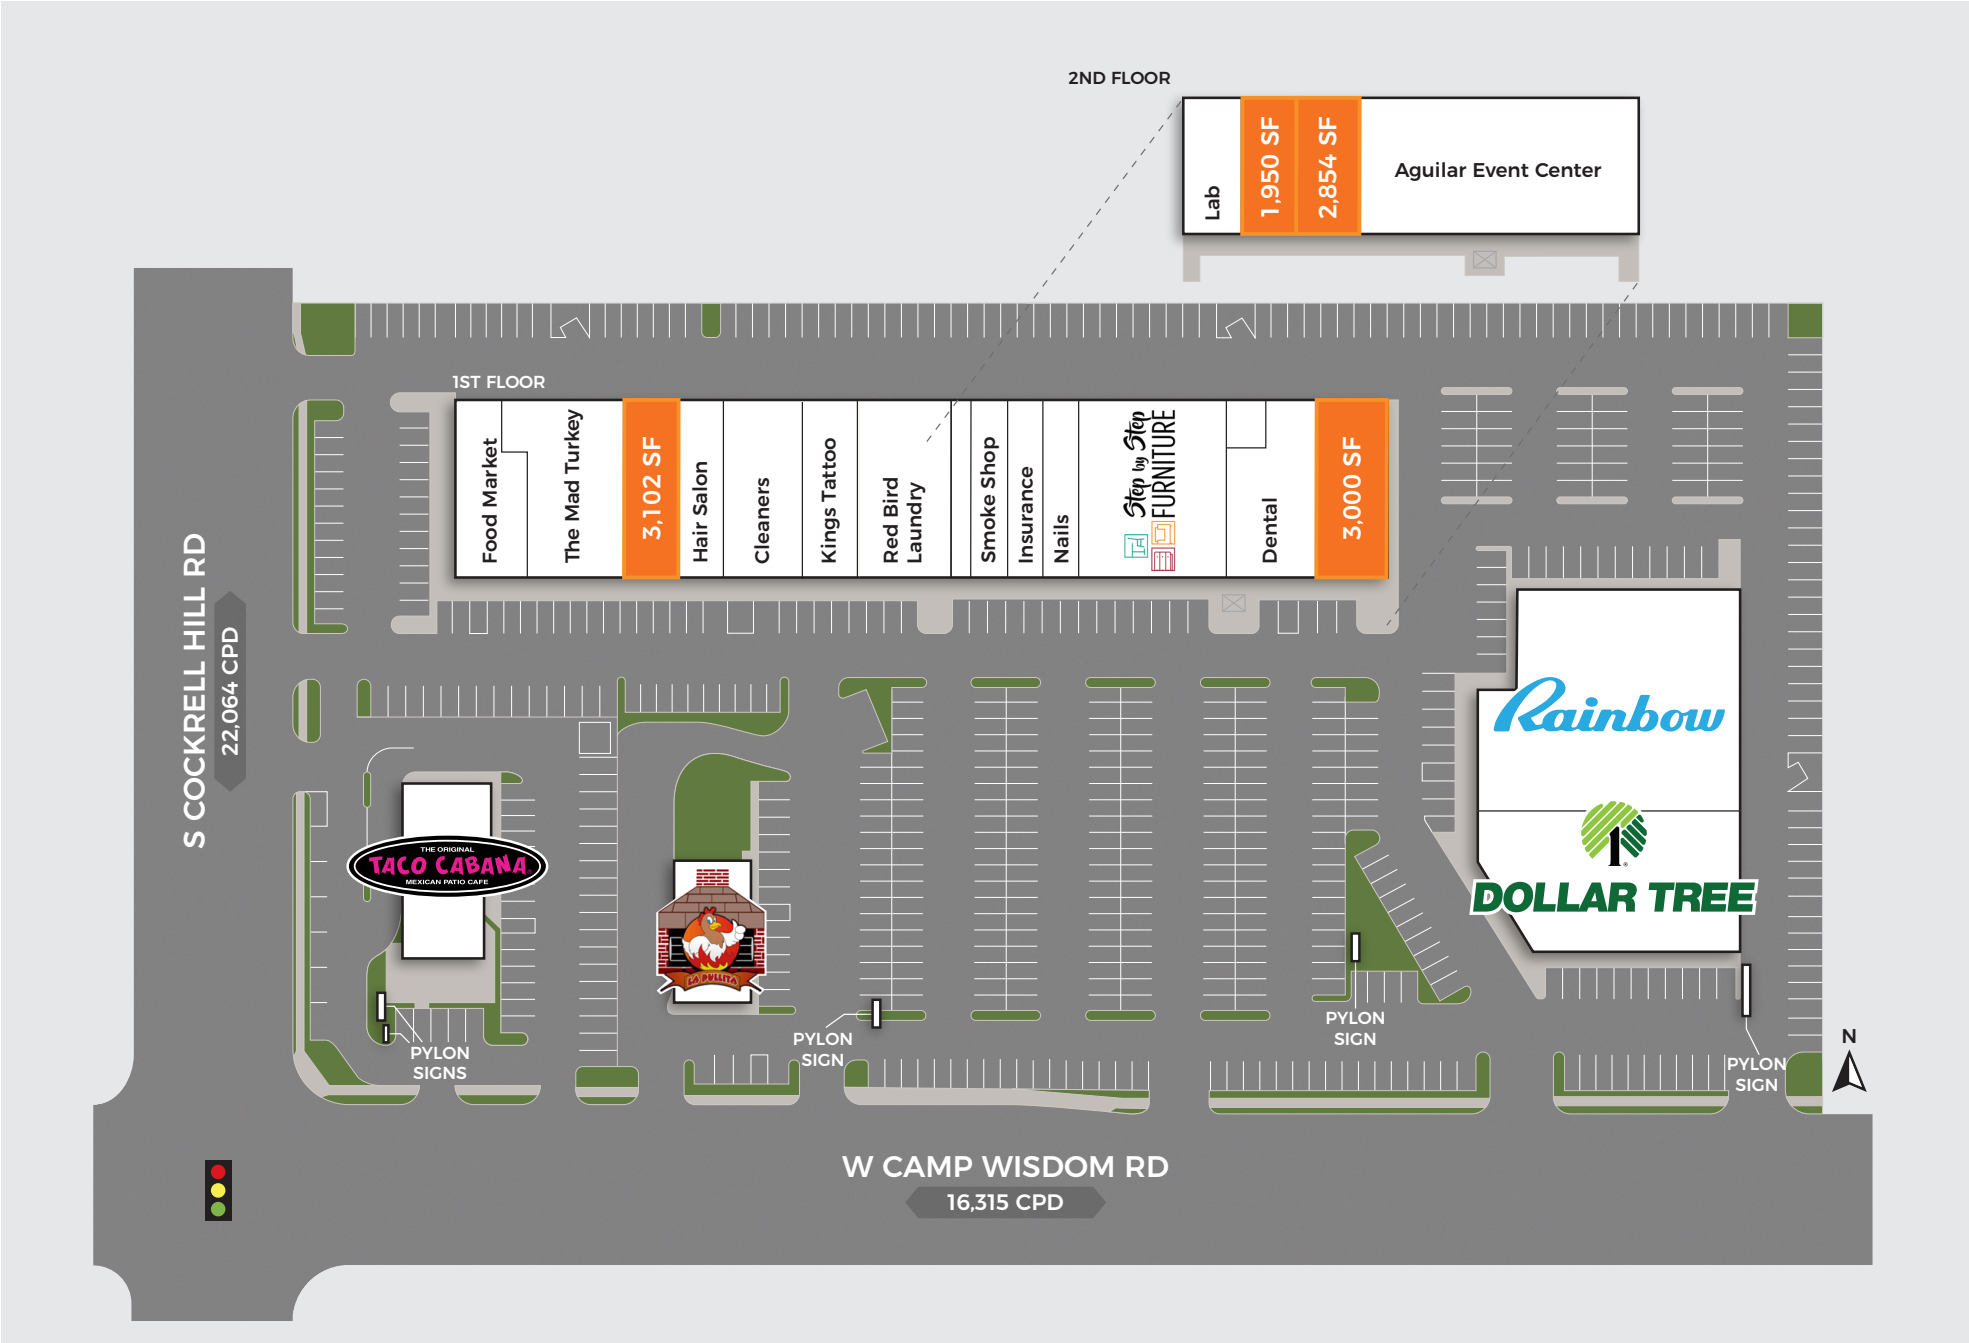 2ND FLOOR
Lab
1,950 SF
2,854 SF
Aguilar Event Center
1ST FLOOR
Food Market
The Mad Turkey
3,102 SF
Hair Salon
Cleaners
Kings Tattoo
Red Bird
Laundry
Smoke Shop
Insurance
Nails
Step by Step
FURNITURE
Dental
3,000 SF
S COCKRELL HILL RD
22,064 CPD
Rainbow
THE ORIGINAL
TACO CABANA
MEXICAN PATIO CAFE
1
DOLLAR TREE
LA PULLITA
PYLON
SIGNS
PYLON
SIGN
PYLON
SIGN
PYLON
SIGN
N
W CAMP WISDOM RD
16,315 CPD